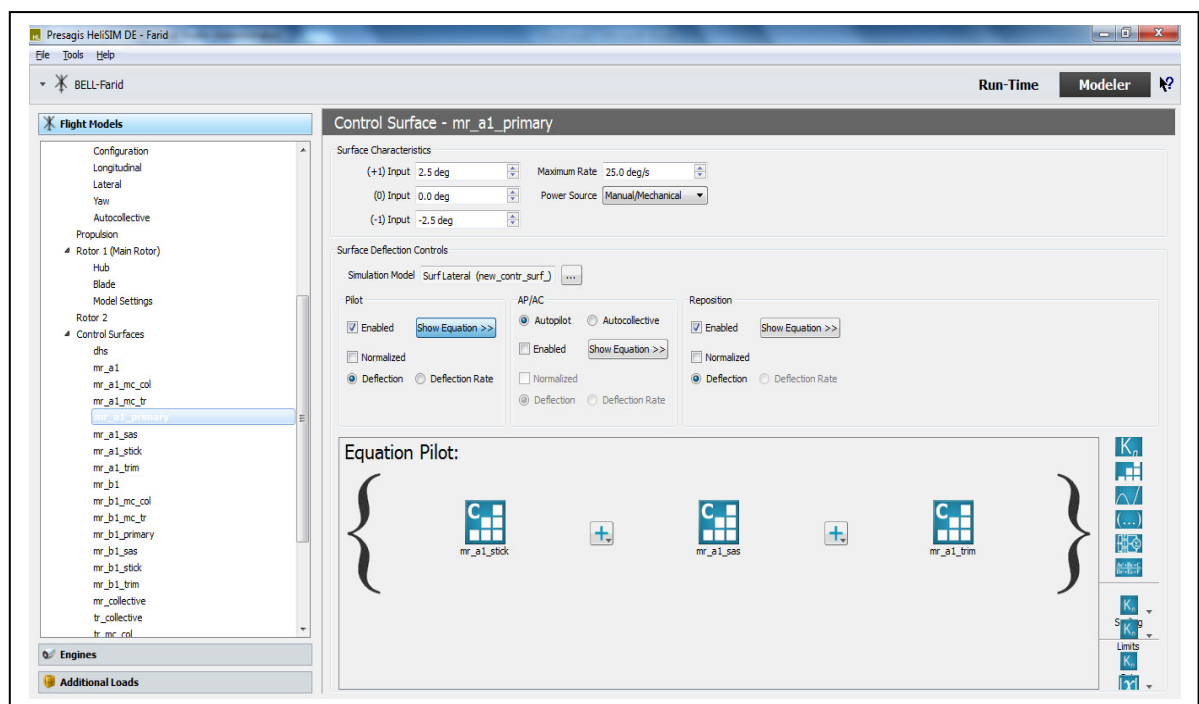 Presagis HeliSIM DE - Farid
File Tools Help
BELL-Farid
Run-Time Modeler
Flight Models
Configuration
Longitudinal
Lateral
Yaw
Autocollective
Propulsion
Rotor 1 (Main Rotor)
Hub
Blade
Model Settings
Rotor 2
Control Surfaces
dhs
mr_a1
mr_a1_mc_col
mr_a1_mc_tr
mr_a1_primary
mr_a1_sas
mr_a1_stick
mr_a1_trim
mr_b1
mr_b1_mc_col
mr_b1_mc_tr
mr_b1_primary
mr_b1_sas
mr_b1_stick
mr_b1_trim
mr_collective
tr_collective
tr_mc_col
Engines
Additional Loads
Control Surface - mr_a1_primary
Surface Characteristics
(+1) Input 2.5 deg Maximum Rate 25.0 deg/s
(0) Input 0.0 deg Power Source Manual/Mechanical
(-1) Input -2.5 deg
Surface Deflection Controls
Simulation Model Surf Lateral (new_contr_surf_) ...
Pilot
Enabled Show Equation >>
Normalized
Deflection Deflection Rate
AP/AC
Autopilot Autocollective
Enabled Show Equation >>
Normalized
Deflection Deflection Rate
Reposition
Enabled Show Equation >>
Normalized
Deflection Deflection Rate
Equation Pilot:
{ C + C + C }
mr_a1_stick mr_a1_sas mr_a1_trim
Kn
(...)
Kn
Kn
Limits
Kn
|x|